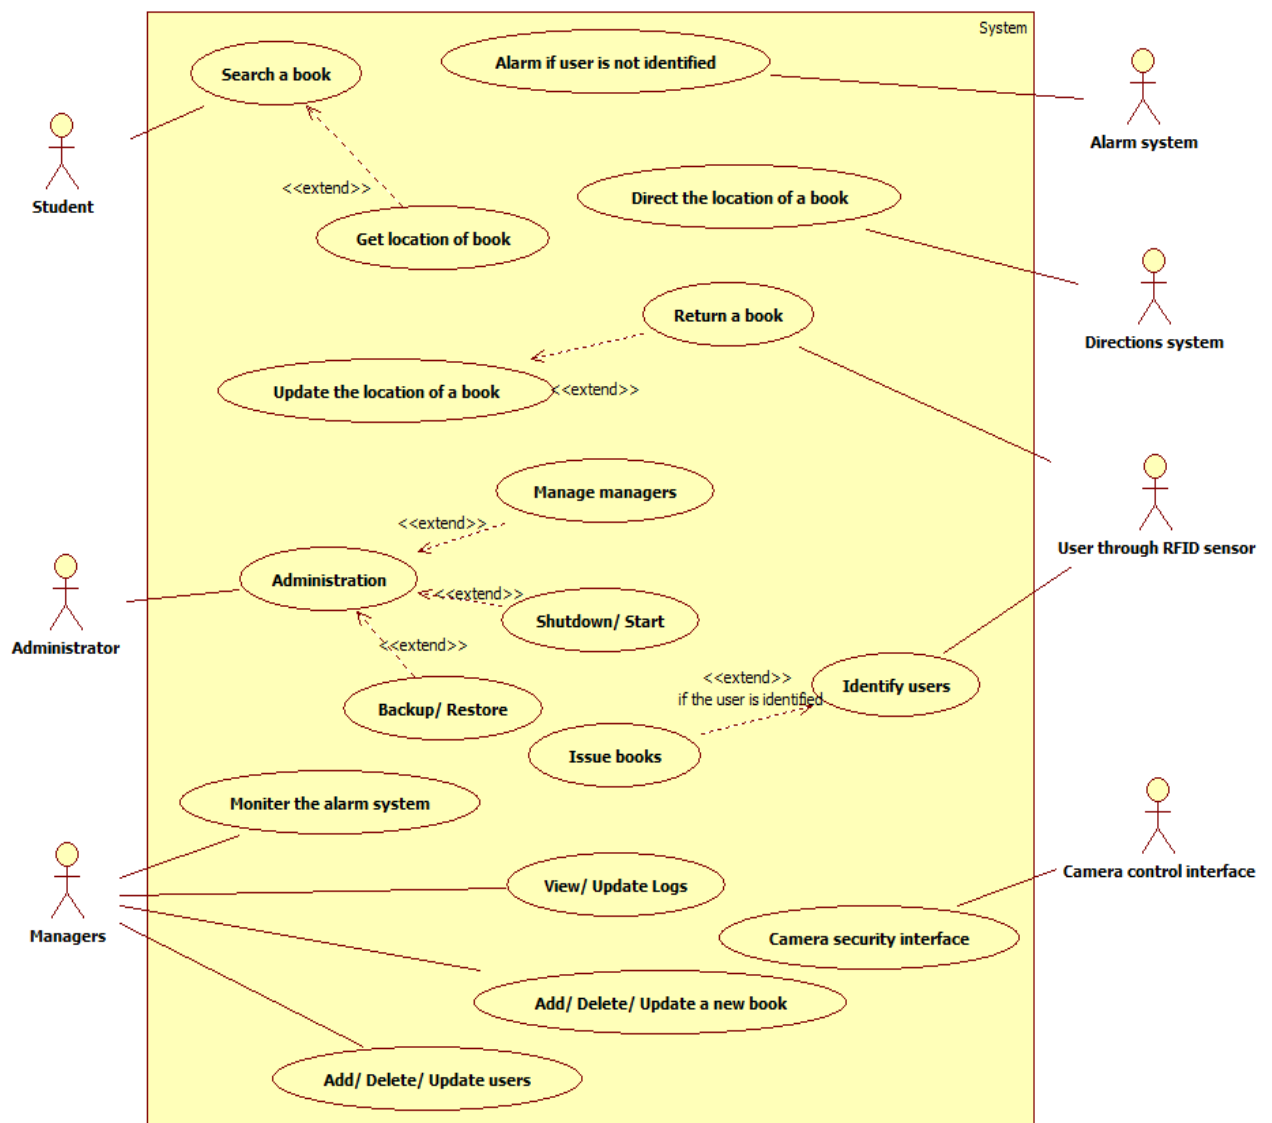 System
Search a book
Alarm if user is not identified
Student
Alarm system
<<extend>>
Direct the location of a book
Get location of book
Return a book
Directions system
Update the location of a book
<<extend>>
Manage managers
<<extend>>
User through RFID sensor
Administration
<<extend>>
Shutdown/ Start
Administrator
<<extend>>
<<extend>>
if the user is identified
Identify users
Backup/ Restore
Issue books
Moniter the alarm system
View/ Update Logs
Camera control interface
Managers
Camera security interface
Add/ Delete/ Update a new book
Add/ Delete/ Update users